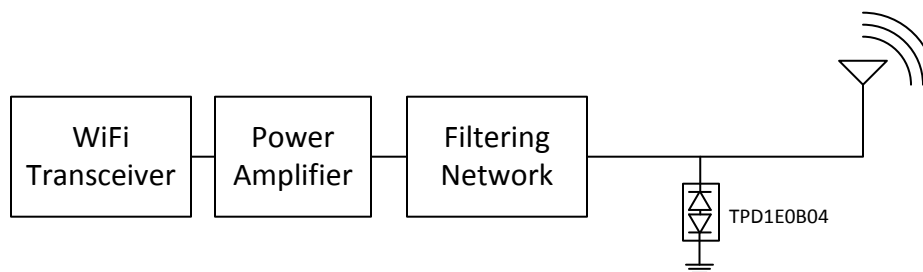 WiFi
Transceiver
Power
Amplifier
Filtering
Network
TPD1E0B04